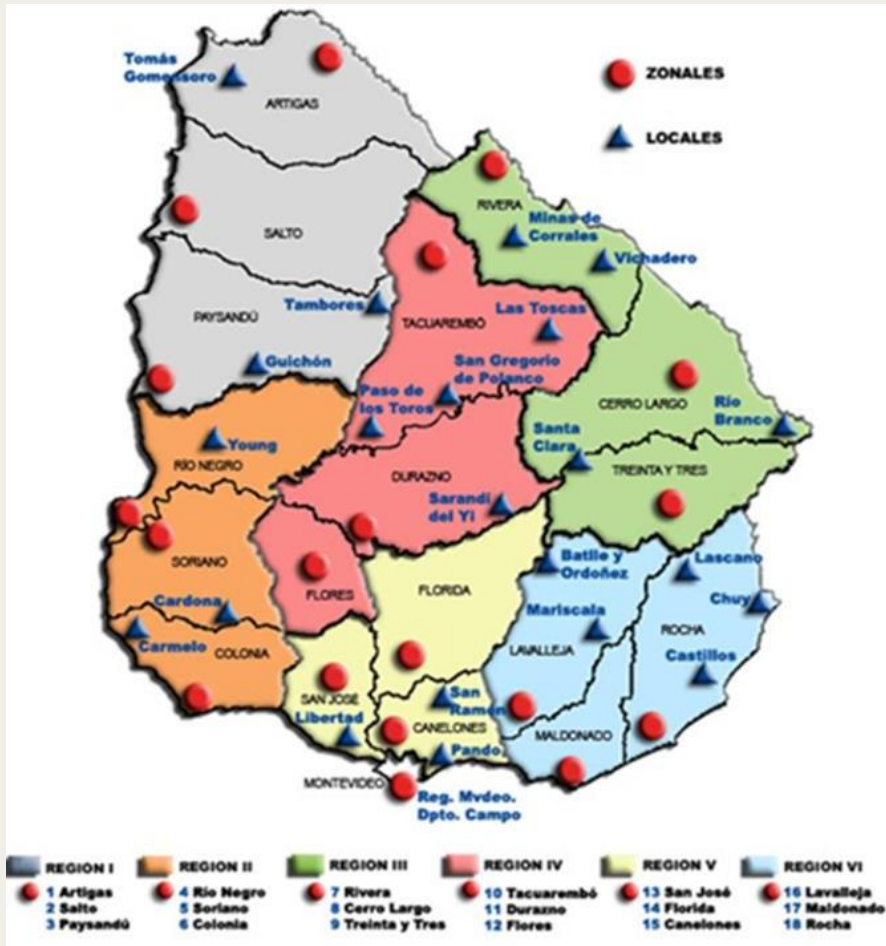 Tomás
Gomensoro
ARTIGAS
ZONALES
LOCALES
RIVERA
Minas de
Corrales
SALTO
Vichadero
Tambores
Las Toscas
PAYSANDÚ
TACUAREMBÓ
Guichón
San Gregorio
de Polanco
Paso de
los Toros
CERRO LARGO
Río
Branco
Young
Santa
Clara
RÍO NEGRO
DURAZNO
TREINTA Y TRES
Sarandi
del Yi
SORIANO
Batlle y
Ordoñez
Lascano
FLORES
FLORIDA
Cardona
Mariscala
Chuy
ROCHA
Carmelo
COLONIA
LAVALLEJA
Castillos
SAN JOSÉ
San
Ramón
Libertad
CANELONES
MALDONADO
Pando
MONTEVIDEO
Reg. Mvdeo.
Dpto. Campo
REGION I
1 Artigas
2 Salto
3 Paysandú
REGION II
4 Río Negro
5 Soriano
6 Colonia
REGION III
7 Rivera
8 Cerro Largo
9 Treinta y Tres
REGION IV
10 Tacuarembó
11 Durazno
12 Flores
REGION V
13 San José
14 Florida
15 Canelones
REGION VI
16 Lavalleja
17 Maldonado
18 Rocha